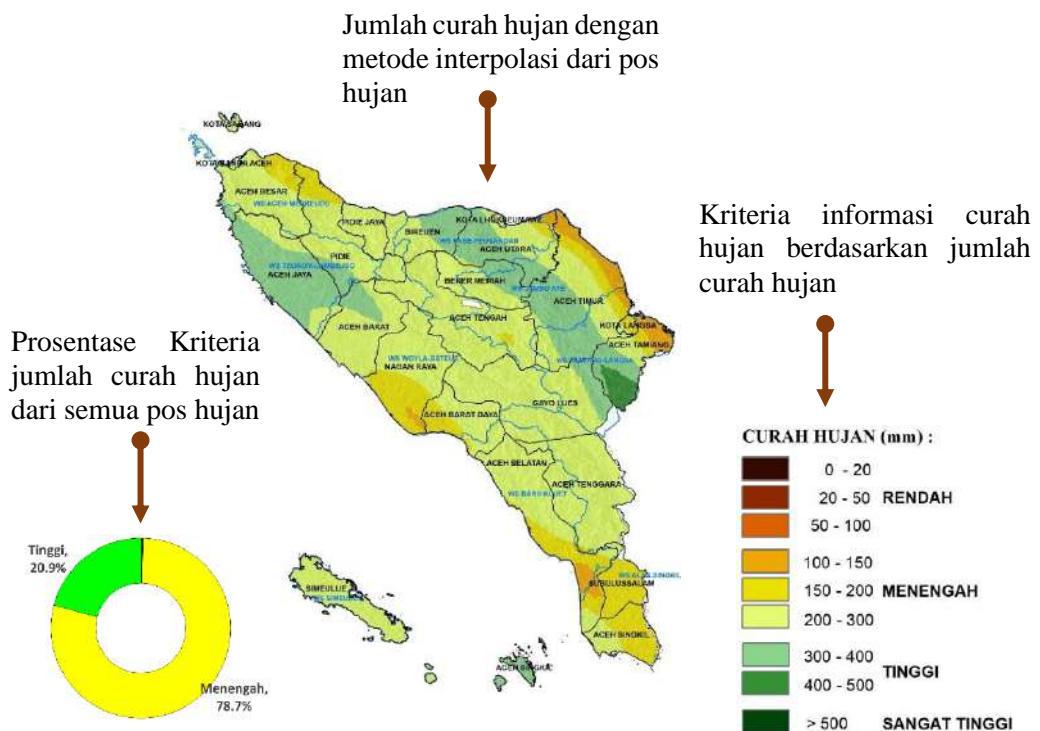 Jumlah curah hujan dengan
metode interpolasi dari pos
hujan
Kriteria informasi curah
hujan berdasarkan jumlah
curah hujan
Prosentase Kriteria
jumlah curah hujan
dari semua pos hujan
ACEH BESAR
PIDIE JAYA
BIREUEN
ACEH UTARA
PIDIE
ACEH JAYA
BENER MERIAH
ACEH TIMUR
ACEH TENGAH
KOTA LANGSA
ACEH TAMIANG
ACEH BARAT
NAGAN RAYA
GAYO LUES
ACEH BARAT DAYA
ACEH SELATAN
ACEH TENGGARA
SUBULUSSALAM
SIMEULUE
ACEH SINGKIL
ACEH SINGKIL
CURAH HUJAN (mm) :
0 - 20
20 - 50 RENDAH
50 - 100
100 - 150
150 - 200 MENENGAH
200 - 300
300 - 400
TINGGI
400 - 500
> 500 SANGAT TINGGI
Tinggi,
20.9%
Menengah,
78.7%